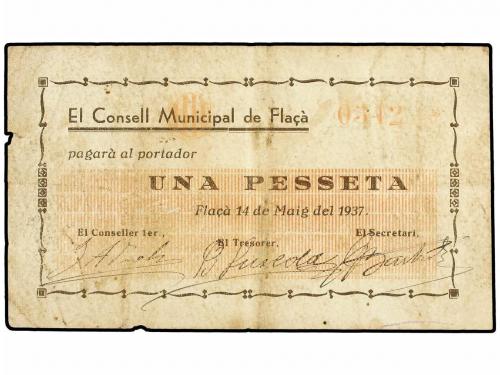 El Consell Municipal de Flaçà 0342
pagarà al portador
UNA PESSETA
Flaçà 14 de Maig del 1937.
El Conseller 1er., El Tresorer, El Secretari,